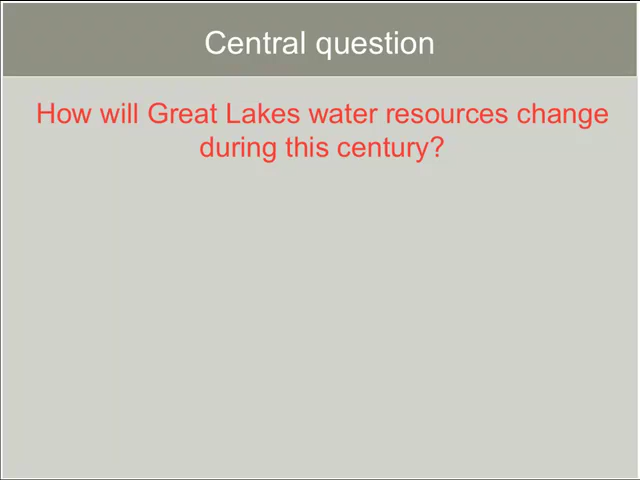 Central question
How will Great Lakes water resources change
during this century?